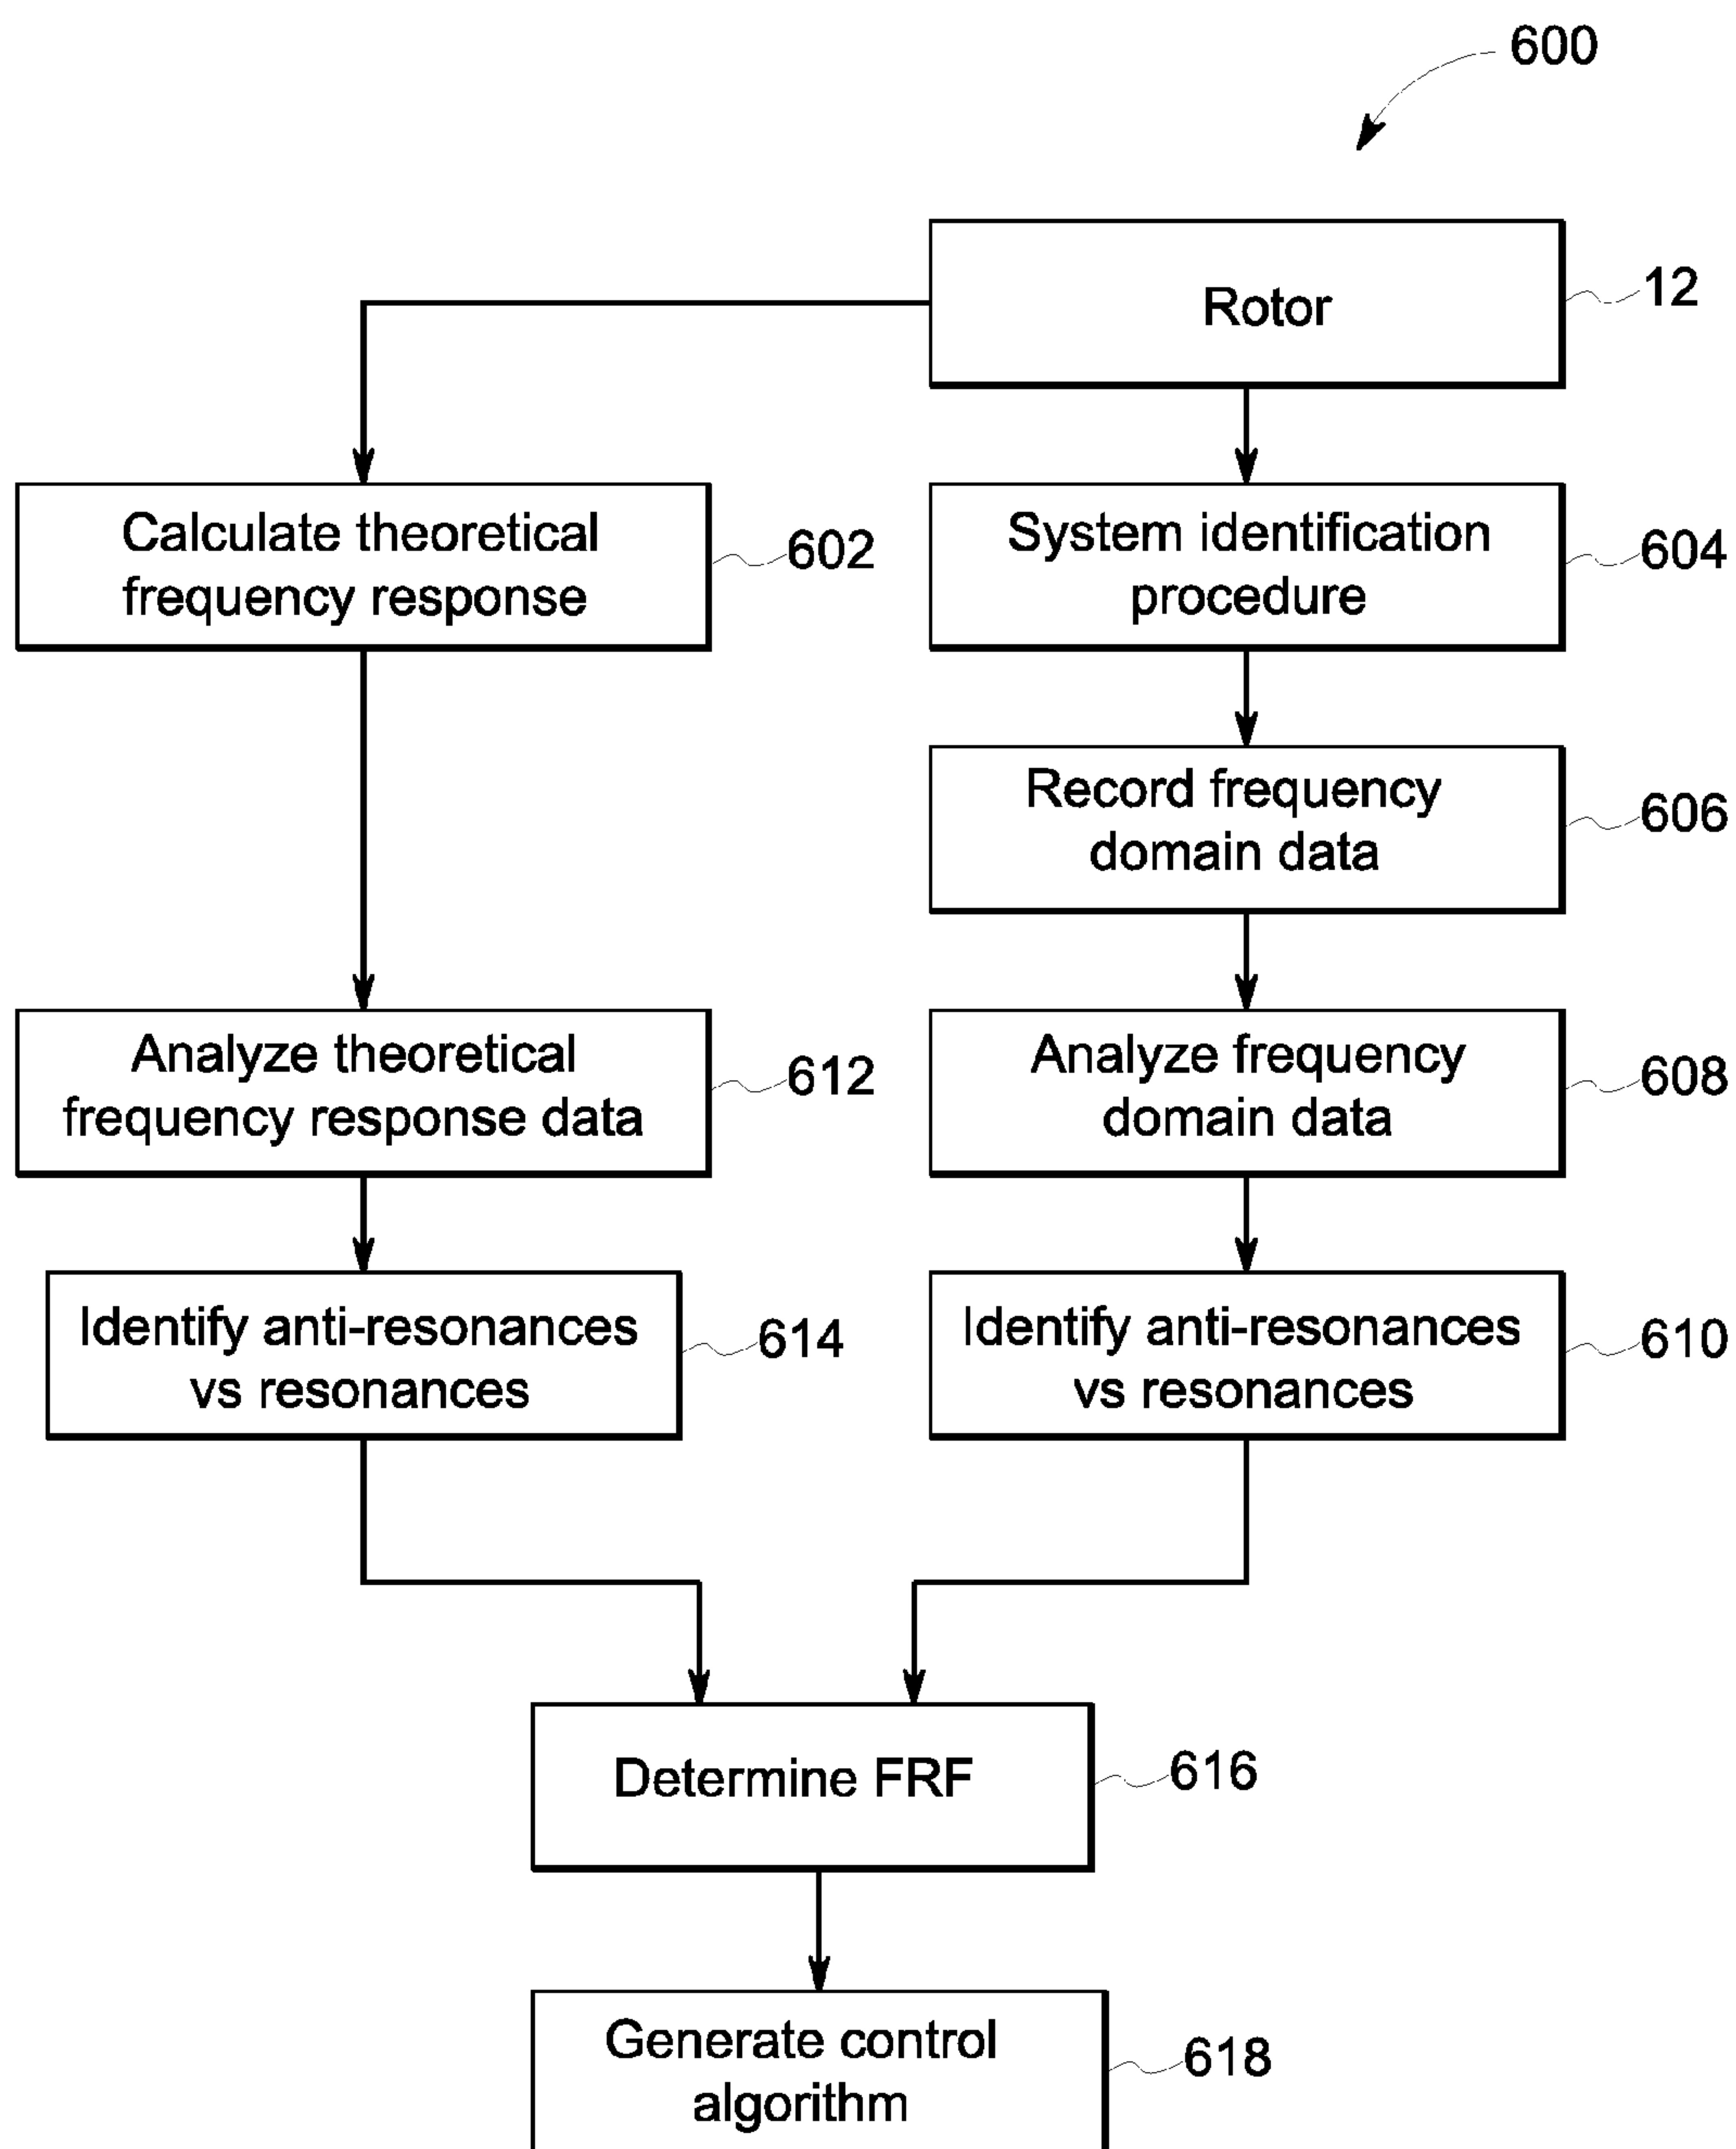 600
Rotor
12
Calculate theoretical
frequency response
602
System identification
procedure
604
Record frequency
domain data
606
Analyze theoretical
frequency response data
612
Analyze frequency
domain data
608
Identify anti-resonances
vs resonances
614
Identify anti-resonances
vs resonances
610
Determine FRF
616
Generate control
algorithm
618